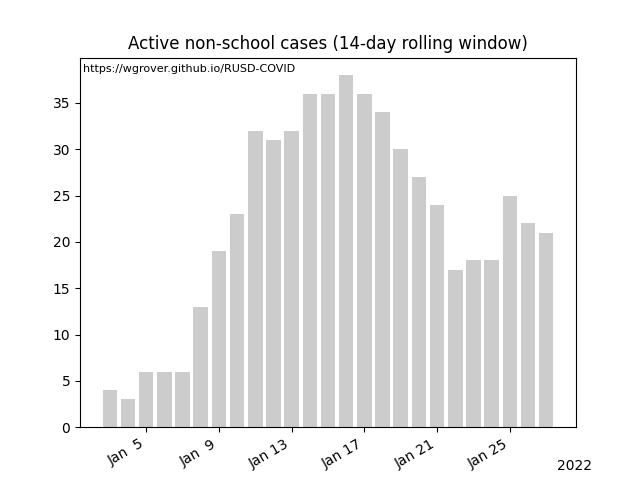 Active non-school cases (14-day rolling window)
https://wgrover.github.io/RUSD-COVID
35
30
25
20
15
10
5
0
Jan 5
Jan 9
Jan 13
Jan 17
Jan 21
Jan 25
2022